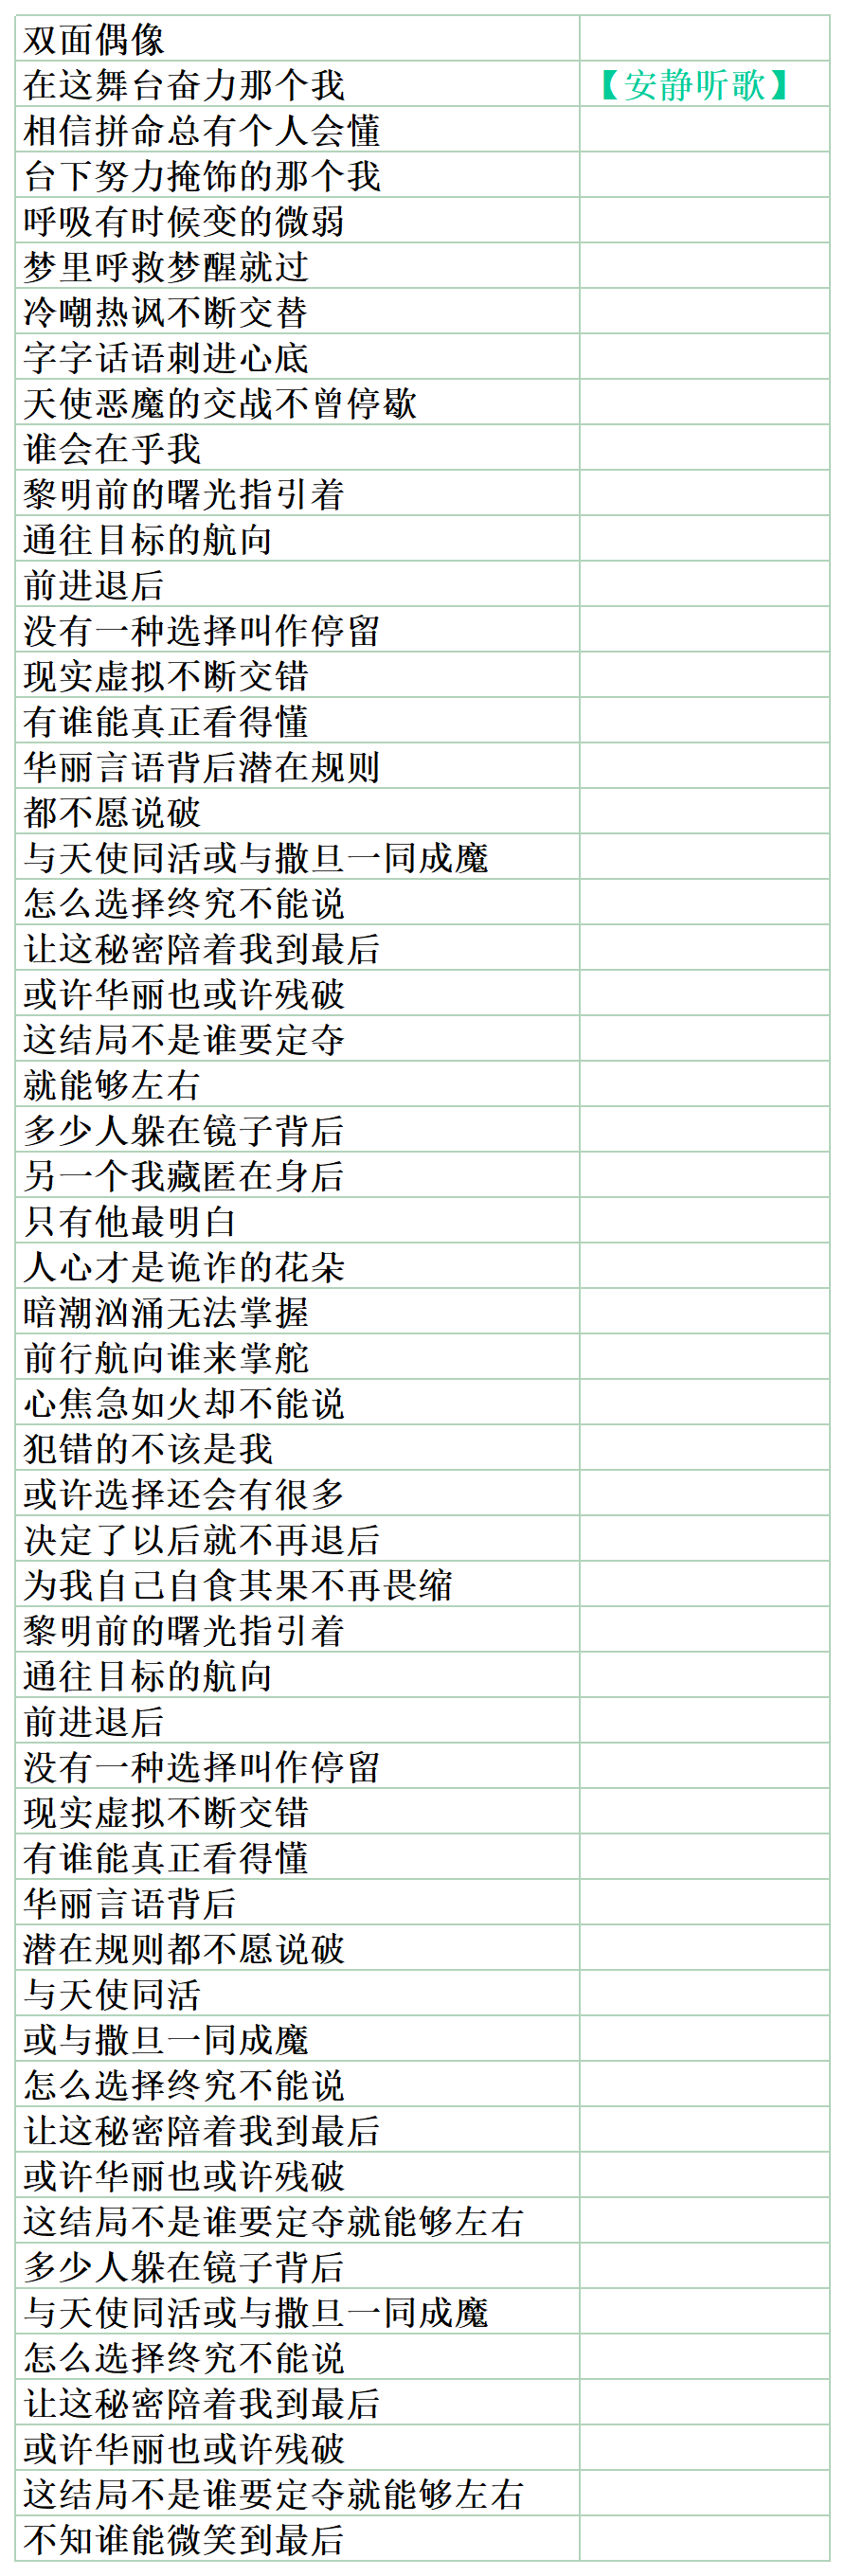 双面偶像
在这舞台奋力那个我 【安静听歌】
相信拼命总有个人会懂
台下努力掩饰的那个我
呼吸有时候变的微弱
梦里呼救梦醒就过
冷嘲热讽不断交替
字字话语刺进心底
天使恶魔的交战不曾停歇
谁会在乎我
黎明前的曙光指引着
通往目标的航向
前进退后
没有一种选择叫作停留
现实虚拟不断交错
有谁能真正看得懂
华丽言语背后潜在规则
都不愿说破
与天使同活或与撒旦一同成魔
怎么选择终究不能说
让这秘密陪着我到最后
或许华丽也或许残破
这结局不是谁要定夺
就能够左右
多少人躲在镜子背后
另一个我藏匿在身后
只有他最明白
人心才是诡诈的花朵
暗潮汹涌无法掌握
前行航向谁来掌舵
心焦急如火却不能说
犯错的不该是我
或许选择还会有很多
决定了以后就不再退后
为我自己自食其果不再畏缩
黎明前的曙光指引着
通往目标的航向
前进退后
没有一种选择叫作停留
现实虚拟不断交错
有谁能真正看得懂
华丽言语背后
潜在规则都不愿说破
与天使同活
或与撒旦一同成魔
怎么选择终究不能说
让这秘密陪着我到最后
或许华丽也或许残破
这结局不是谁要定夺就能够左右
多少人躲在镜子背后
与天使同活或与撒旦一同成魔
怎么选择终究不能说
让这秘密陪着我到最后
或许华丽也或许残破
这结局不是谁要定夺就能够左右
不知谁能微笑到最后